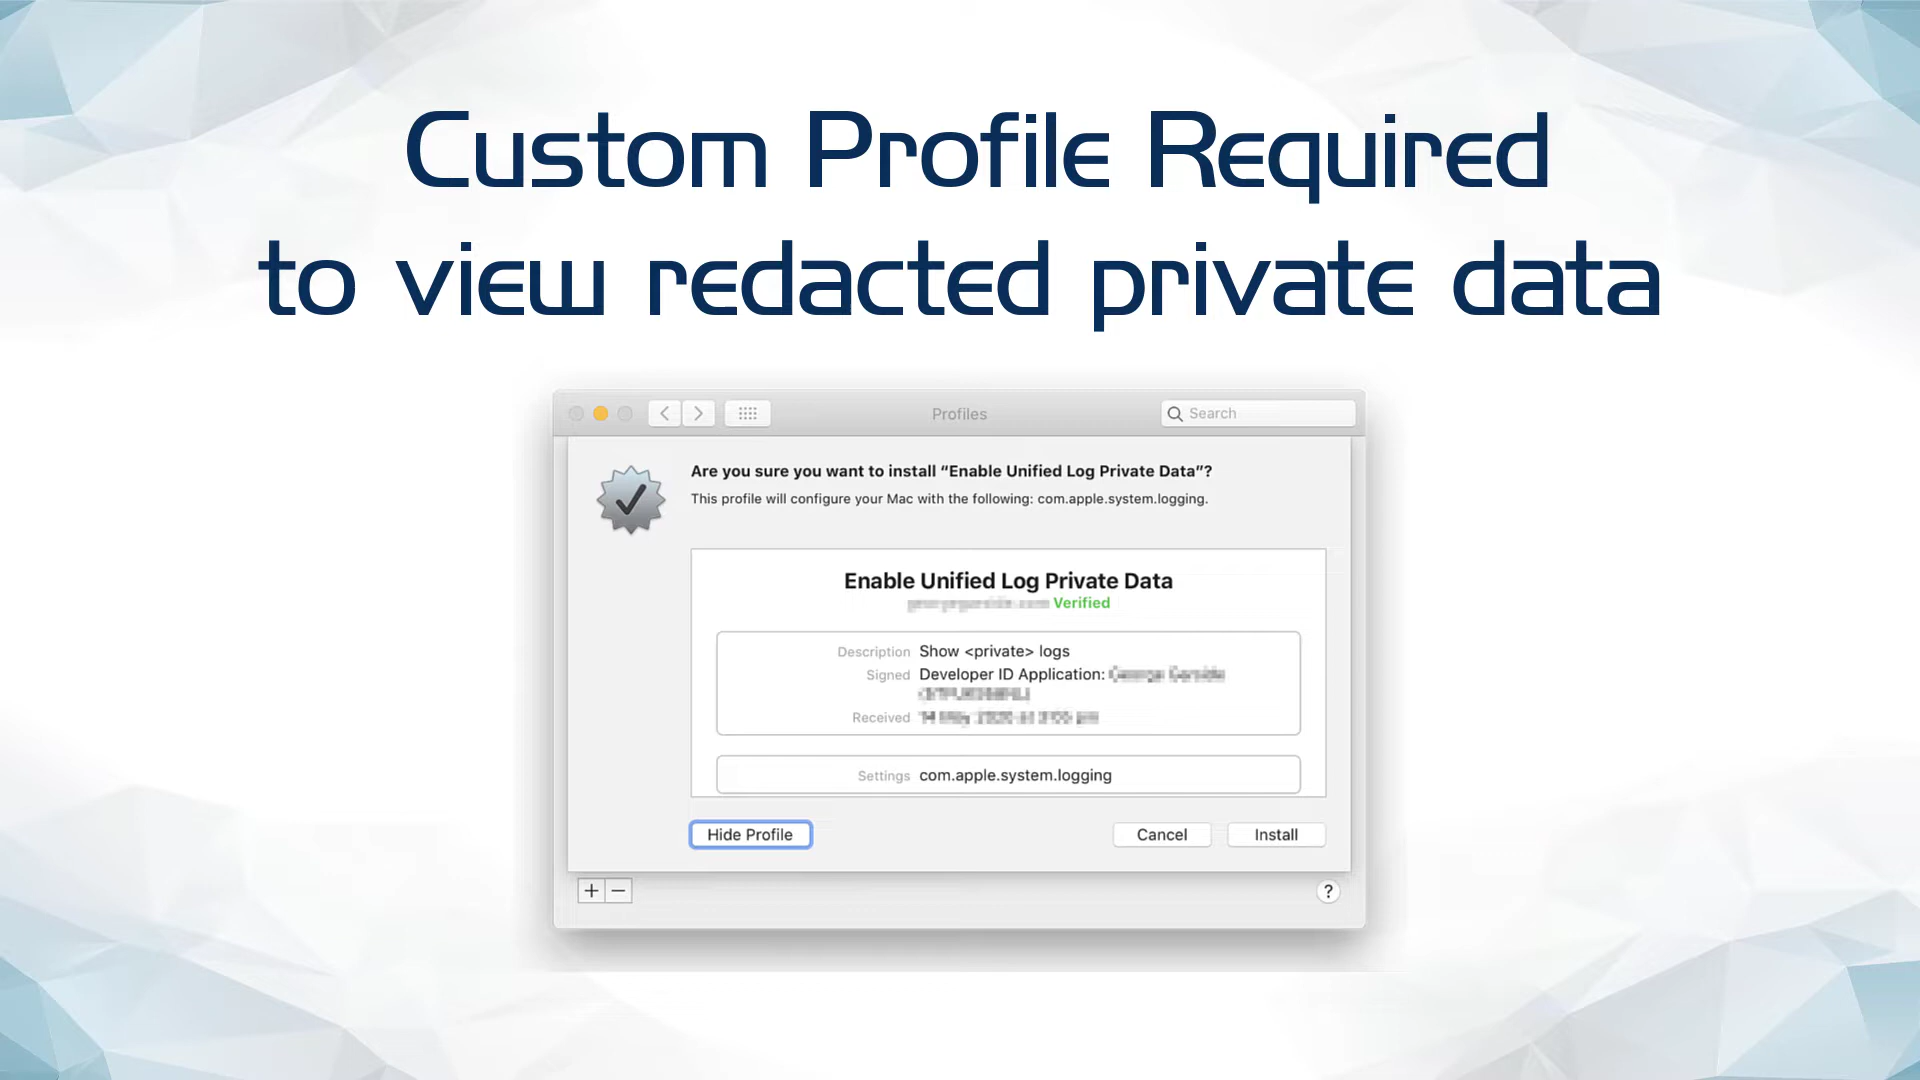 Custom Profile Required
to view redacted private data
Profiles
Search
Are you sure you want to install “Enable Unified Log Private Data”?
This profile will configure your Mac with the following: com.apple.system.logging.
Enable Unified Log Private Data
Verified
Description Show <private> logs
Signed Developer ID Application:
Received
Settings com.apple.system.logging
Hide Profile
Cancel
Install
+ −
?